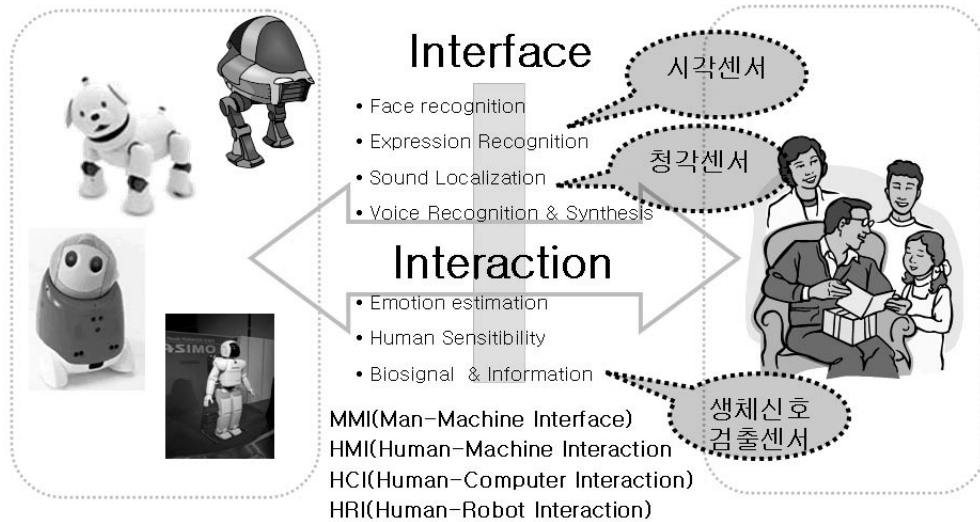 Interface
• Face recognition
• Expression Recognition
• Sound Localization
• Voice Recognition & Synthesis
시각센서
청각센서
Interaction
• Emotion estimation
• Human Sensitibility
• Biosignal & Information
생체신호
검출센서
MMI(Man-Machine Interface)
HMI(Human-Machine Interaction
HCI(Human-Computer Interaction)
HRI(Human-Robot Interaction)
ASIMO